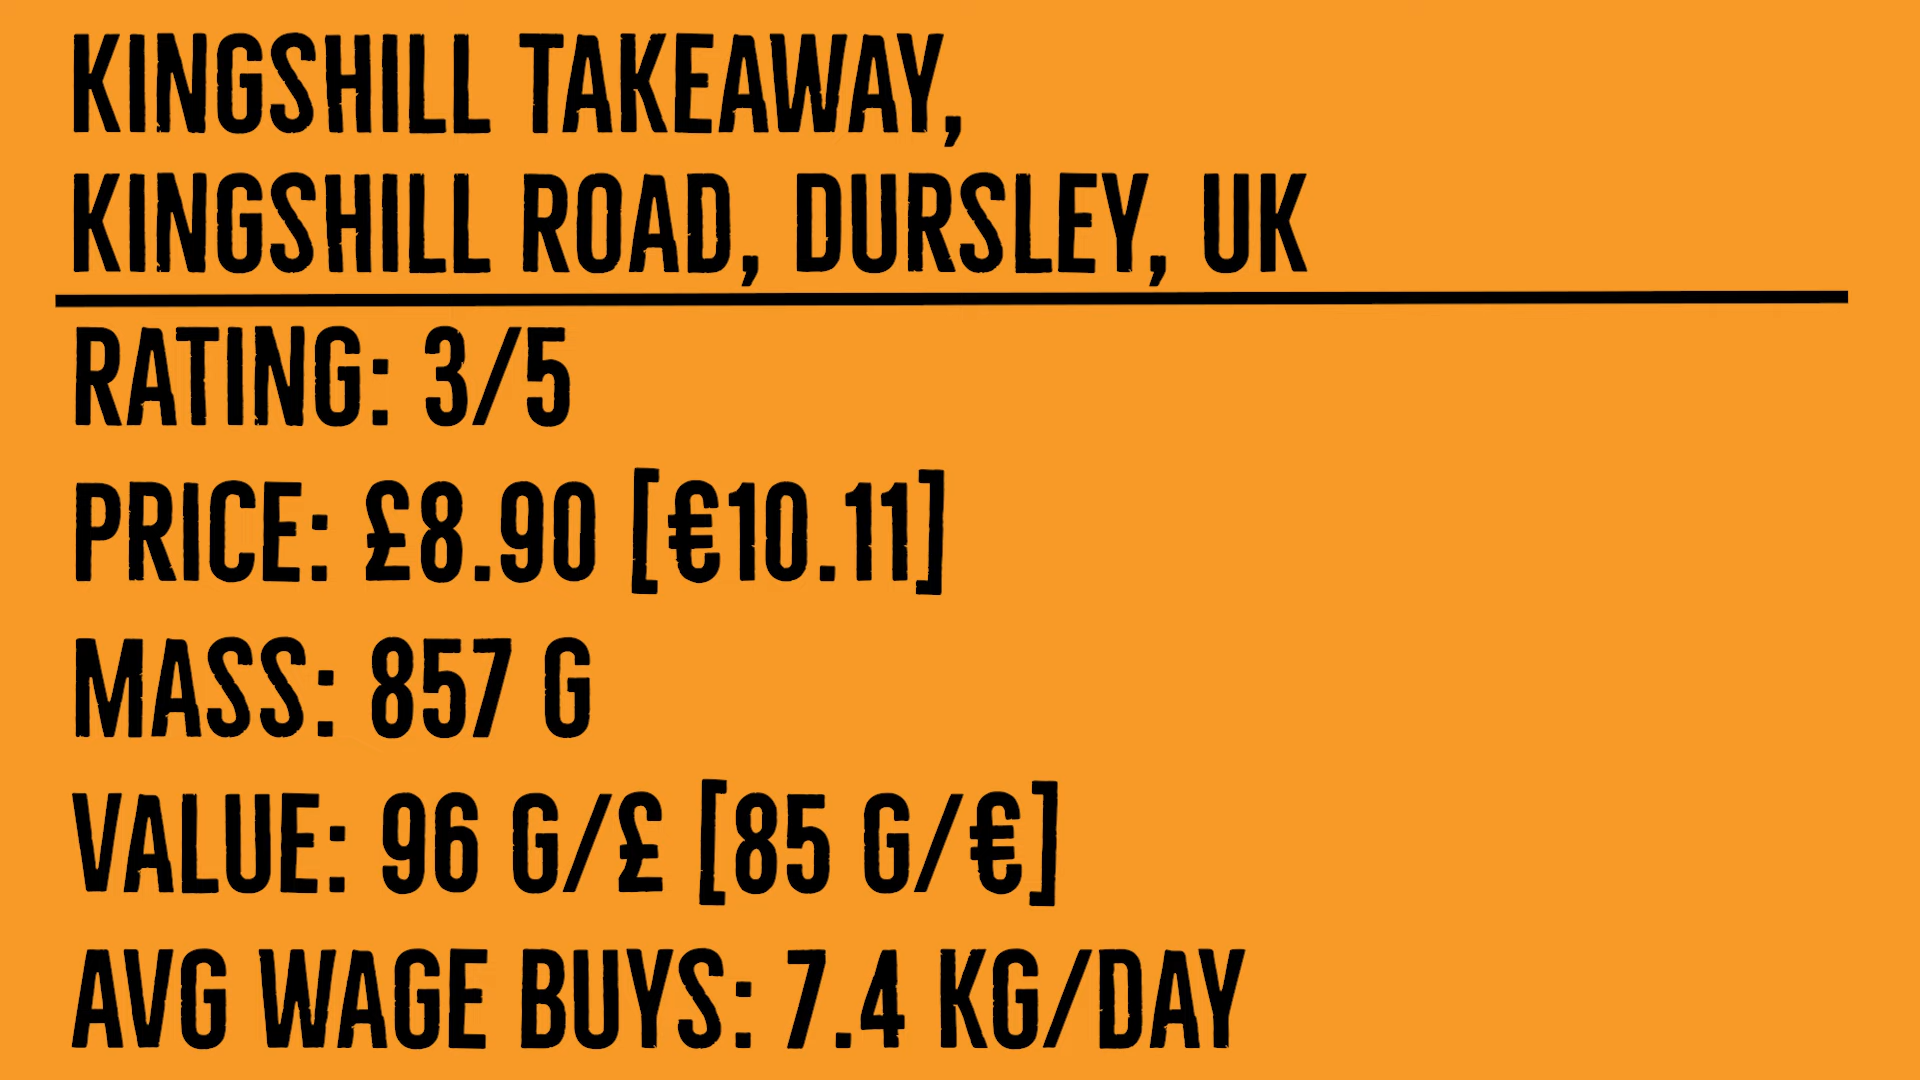 KINGSHILL TAKEAWAY,
KINGSHILL ROAD, DURSLEY, UK
RATING: 3/5
PRICE: £8.90 [€10.11]
MASS: 857 G
VALUE: 96 G/£ [85 G/€]
AVG WAGE BUYS: 7.4 KG/DAY